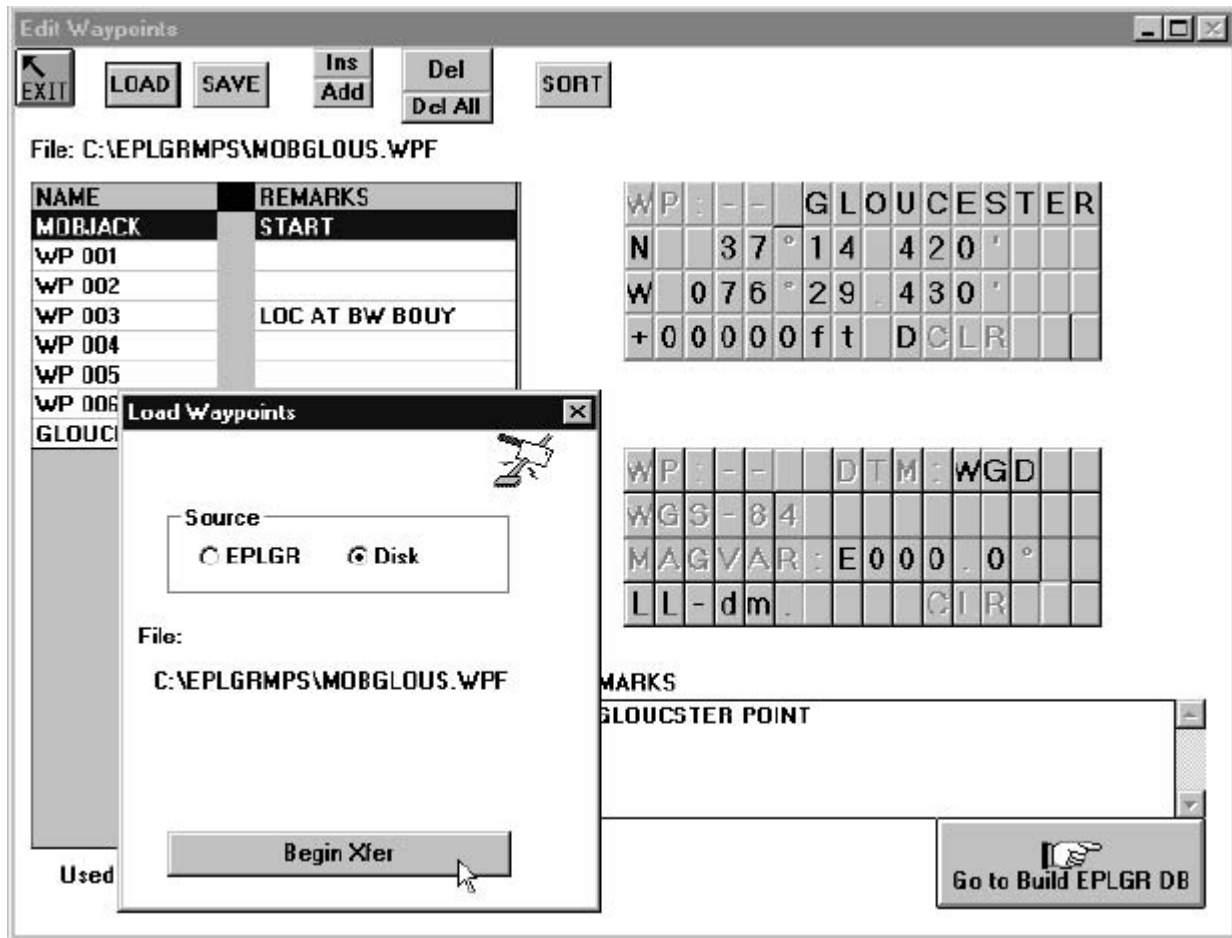 Edit Waypoints
EXIT LOAD SAVE Ins Add Del Del All SORT
File: C:\EPLGRMPS\MOBGLOUS.WPF
NAME REMARKS
MOBJACK START
WP 001
WP 002
WP 003 LOC AT BW BOUY
WP 004
WP 005
WP 006
GLOUC
WP:-- GLOUCESTER
N 37°14 420'
W 076°29.430'
+00000ft D CLR
WP:-- DTM:WGD
WGS-84
MAGVAR:E000.0°
LL-dm. CLR
MARKS
GLOUCSTER POINT
Load Waypoints
Source
EPLGR Disk
File:
C:\EPLGRMPS\MOBGLOUS.WPF
Begin Xfer
Used
Go to Build EPLGR DB